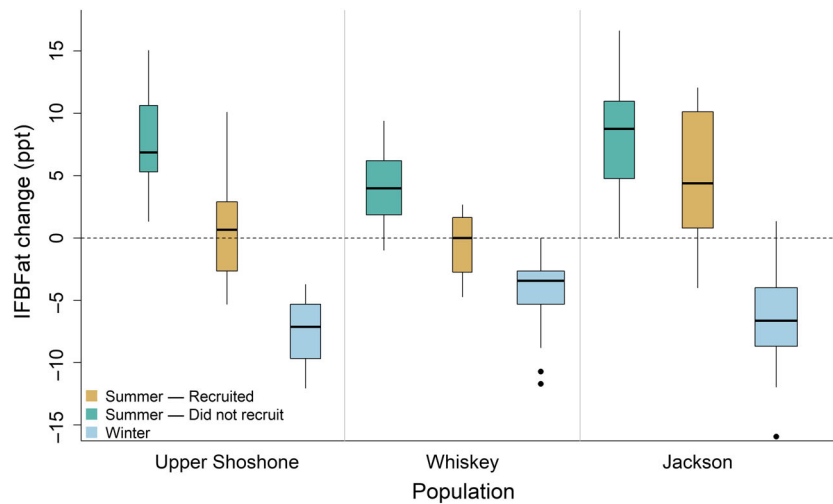 15
10
5
0
−5
−10
−15
IFBFat change (ppt)
Summer — Recruited
Summer — Did not recruit
Winter
Upper Shoshone Whiskey Jackson
Population